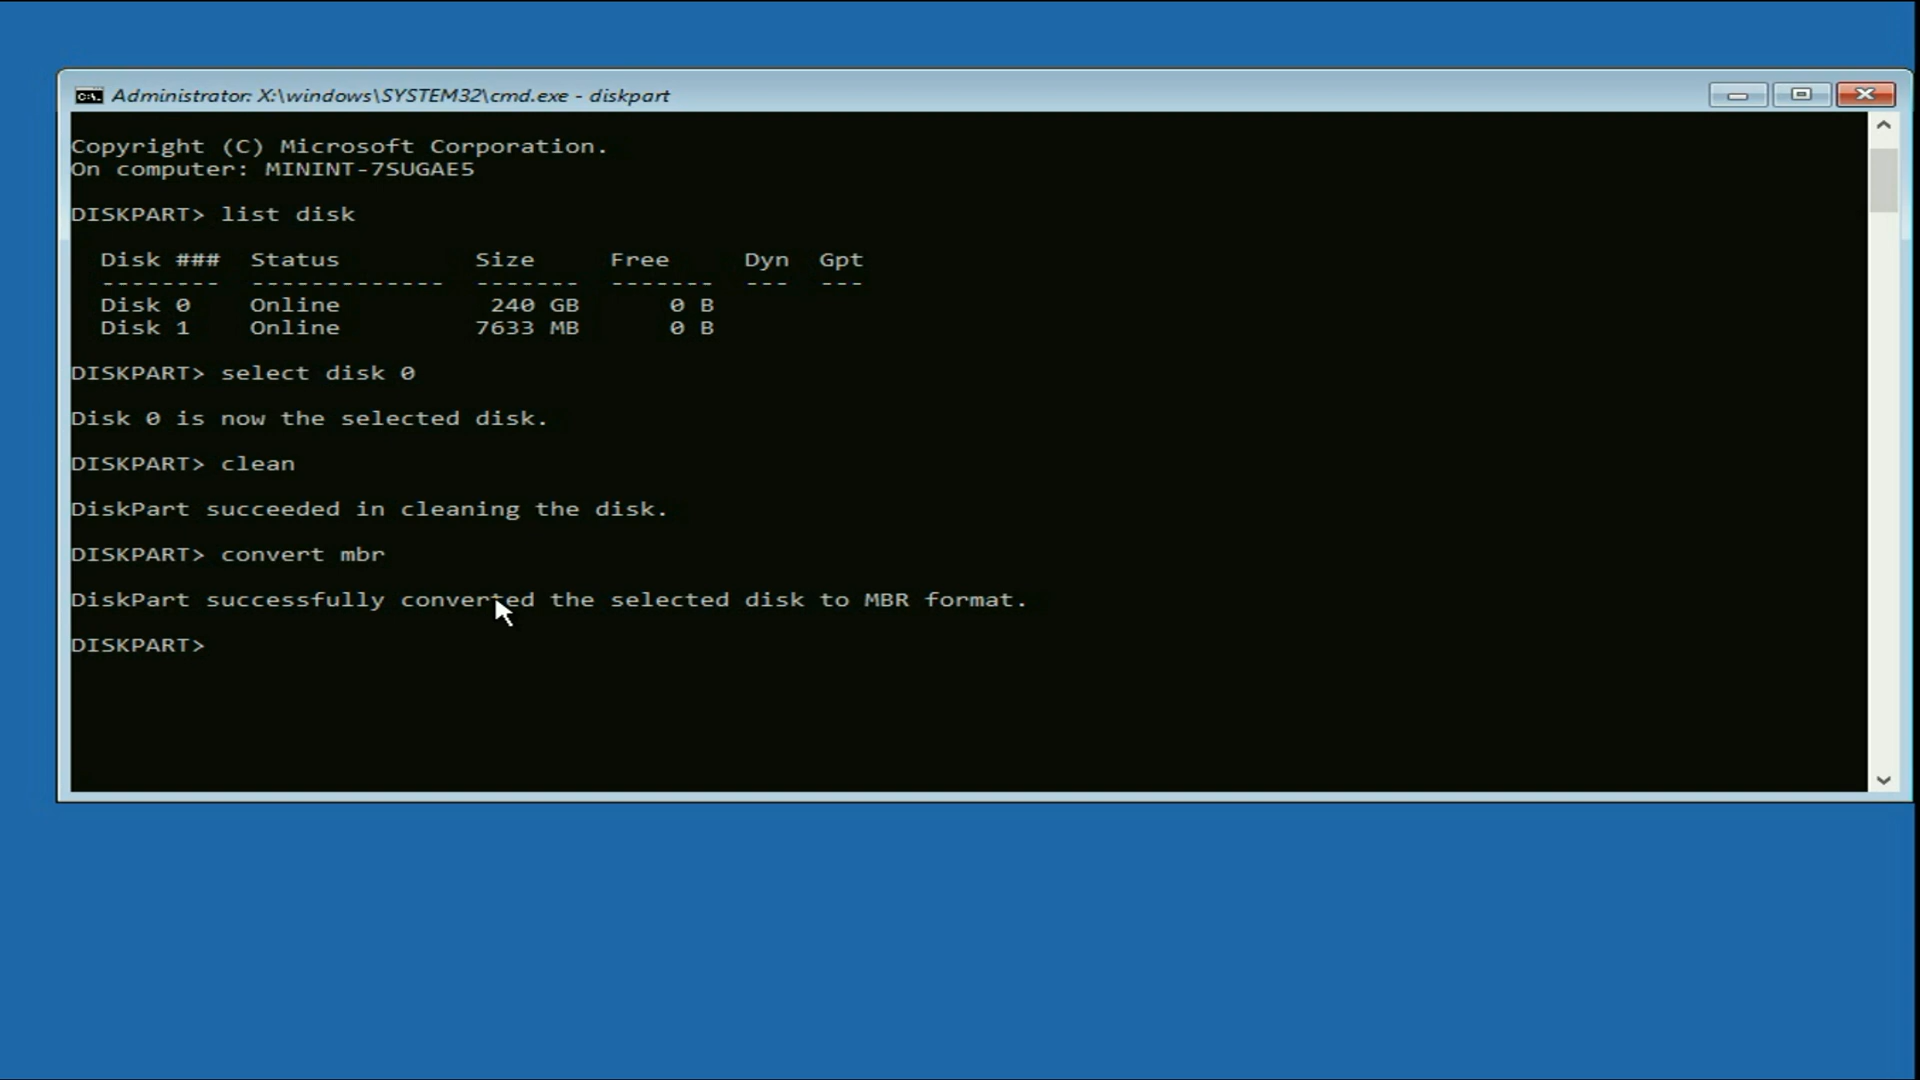 Administrator: X:\windows\SYSTEM32\cmd.exe - diskpart
Copyright (C) Microsoft Corporation.
On computer: MININT-7SUGAE5
DISKPART> list disk
Disk ###  Status         Size     Free     Dyn  Gpt
--------  -------------  -------  -------  ---  ---
Disk 0    Online          240 GB      0 B
Disk 1    Online         7633 MB      0 B
DISKPART> select disk 0
Disk 0 is now the selected disk.
DISKPART> clean
DiskPart succeeded in cleaning the disk.
DISKPART> convert mbr
DiskPart successfully converted the selected disk to MBR format.
DISKPART>